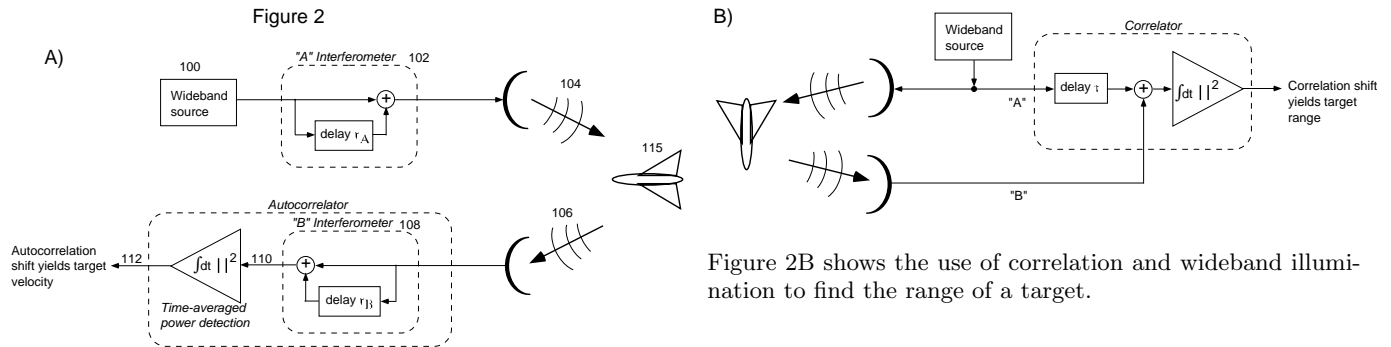 Figure 2
A)
100
Wideband
source
"A" Interferometer
102
+
delay τA
104
115
Autocorrelator
"B" Interferometer
108
106
Autocorrelation
shift yields target
velocity
112
∫dt | |²
110
+
delay τB
Time-averaged
power detection
B)
Wideband
source
Correlator
"A"
delay τ
+
∫dt | |²
Correlation shift
yields target
range
"B"
Figure 2B shows the use of correlation and wideband illumi-
nation to find the range of a target.